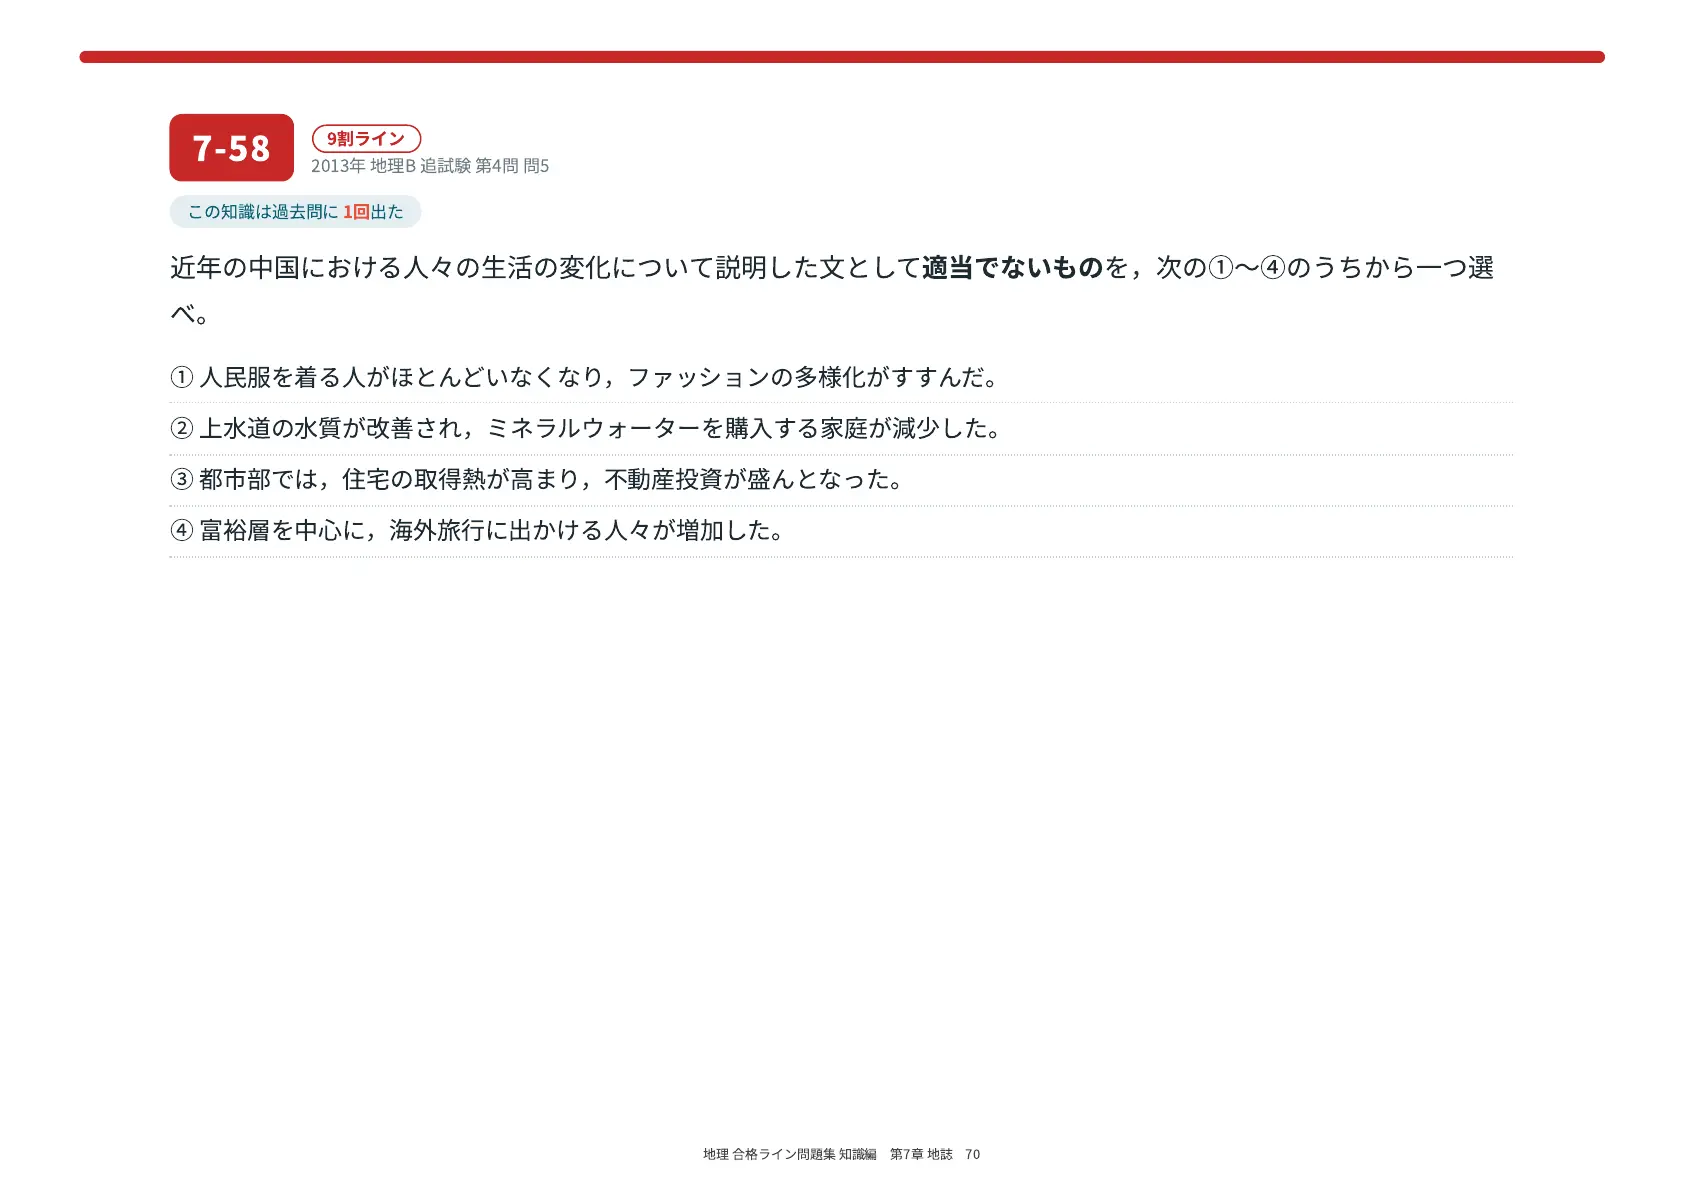 7-58
9割ライン
2013年 地理B 追試験 第4問 問5
この知識は過去問に 1回出た
近年の中国における人々の生活の変化について説明した文として適当でないものを，次の①～④のうちから一つ選
べ。
① 人民服を着る人がほとんどいなくなり，ファッションの多様化がすすんだ。
② 上水道の水質が改善され，ミネラルウォーターを購入する家庭が減少した。
③ 都市部では，住宅の取得熱が高まり，不動産投資が盛んとなった。
④ 富裕層を中心に，海外旅行に出かける人々が増加した。
地理 合格ライン問題集 知識編　第7章 地誌　70